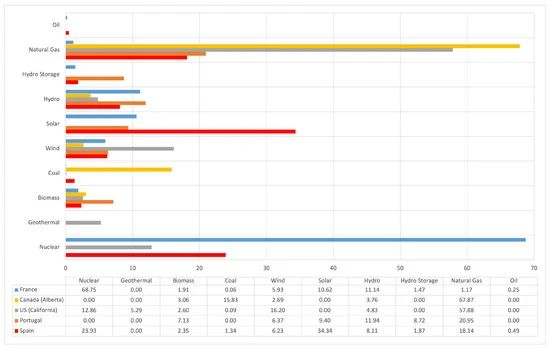 Oil
Natural Gas
Hydro Storage
Hydro
Solar
Wind
Coal
Biomass
Geothermal
Nuclear
0 10 20 30 40 50 60 70
Nuclear Geothermal Biomass Coal Wind Solar Hydro Hydro Storage Natural Gas Oil
France 68.75 0.00 1.91 0.06 5.93 10.62 11.14 1.47 1.17 0.25
Canada (Alberta) 0.00 0.00 3.06 15.83 2.69 0.00 3.76 0.00 67.87 0.00
US (California) 12.86 5.29 2.60 0.09 16.20 0.00 4.83 0.00 57.88 0.00
Portugal 0.00 0.00 7.13 0.00 6.37 9.40 11.94 8.72 20.95 0.00
Spain 23.93 0.00 2.35 1.34 6.23 34.34 8.11 1.87 18.14 0.49